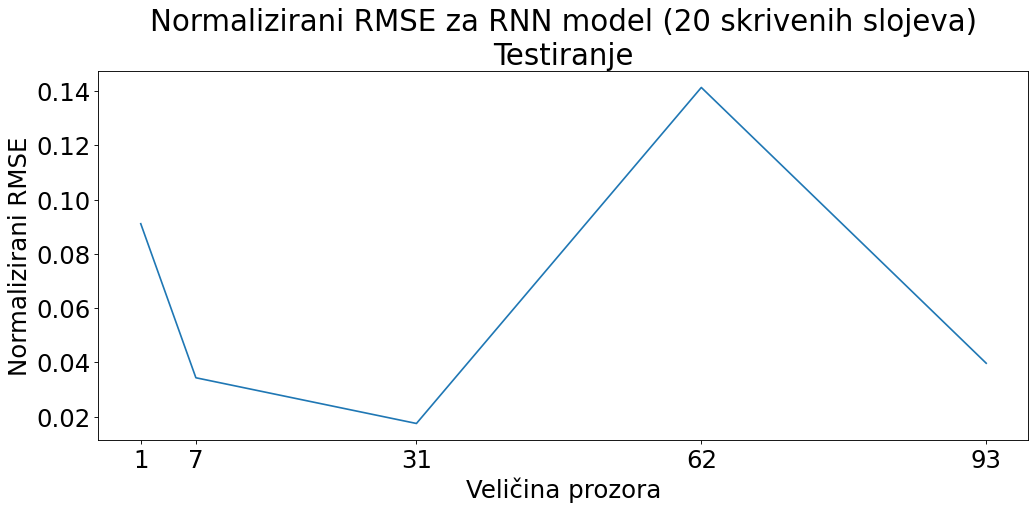 Normalizirani RMSE za RNN model (20 skrivenih slojeva)
Testiranje
Normalizirani RMSE
0.14
0.12
0.10
0.08
0.06
0.04
0.02
1 7 31 62 93
Veličina prozora